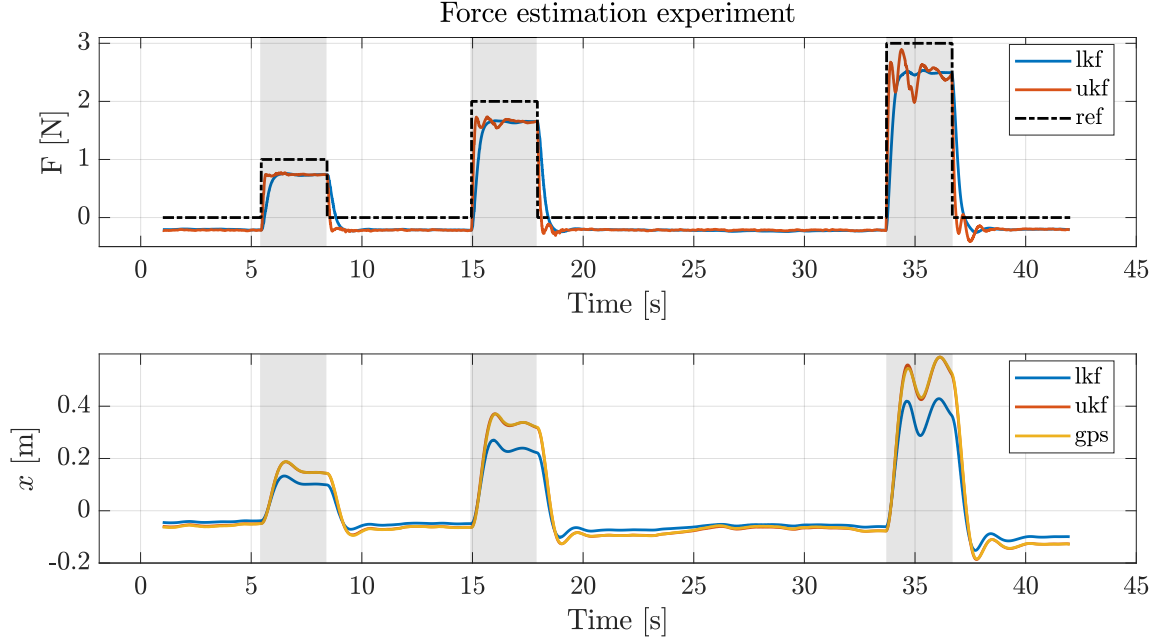 Force estimation experiment
F [N]
3
2
1
0
lkf
ukf
ref
0 5 10 15 20 25 30 35 40 45
Time [s]
x [m]
0.4
0.2
0
-0.2
lkf
ukf
gps
0 5 10 15 20 25 30 35 40 45
Time [s]